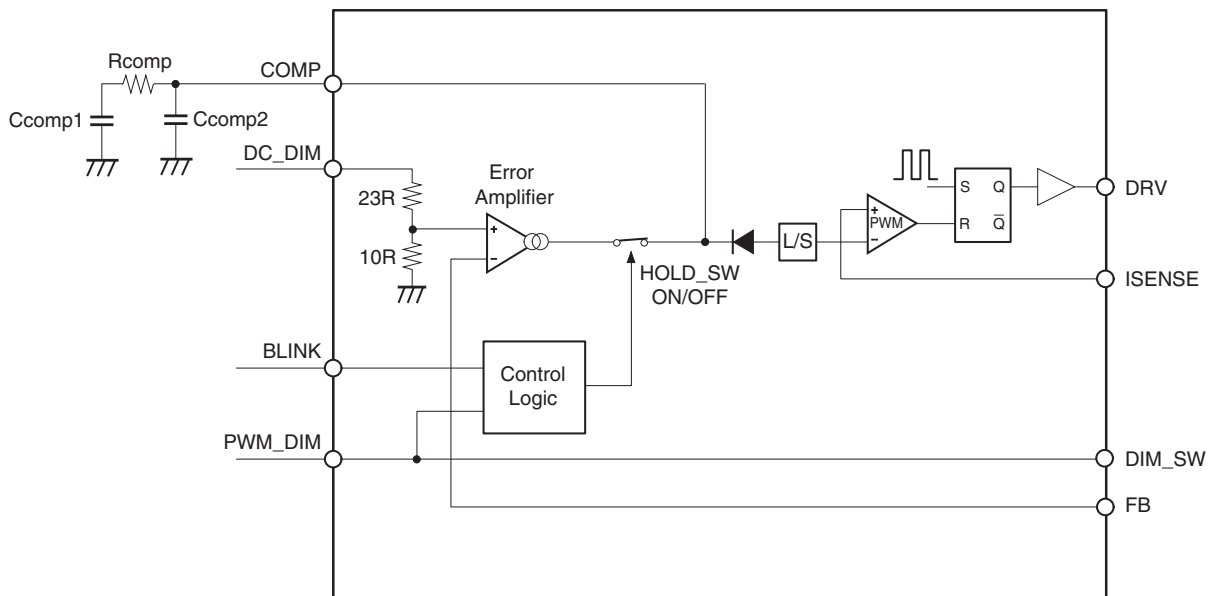 Rcomp
COMP
Ccomp1
Ccomp2
DC_DIM
23R
10R
Error
Amplifier
HOLD_SW
ON/OFF
L/S
+
PWM
−
S Q
R Q̅
DRV
ISENSE
+
−
BLINK
Control
Logic
PWM_DIM
DIM_SW
FB